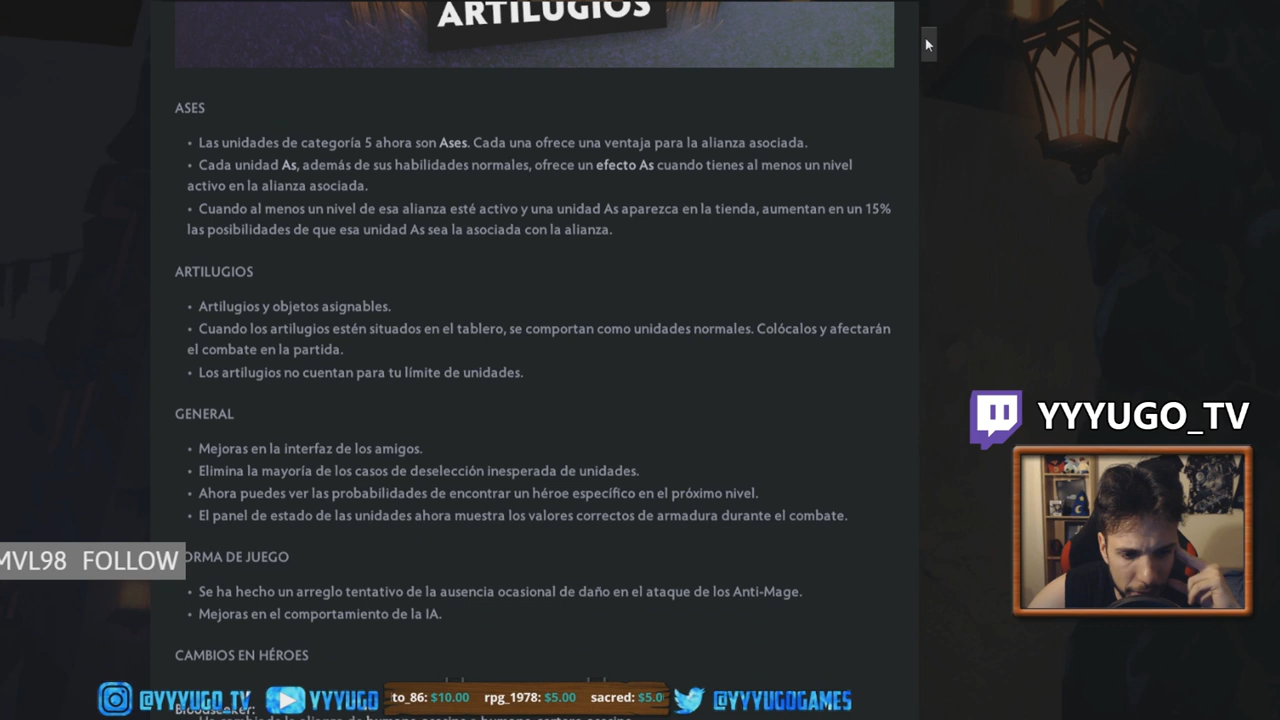 ARTILUGIOS
ASES
• Las unidades de categoría 5 ahora son Ases. Cada una ofrece una ventaja para la alianza asociada.
• Cada unidad As, además de sus habilidades normales, ofrece un efecto As cuando tienes al menos un nivel
activo en la alianza asociada.
• Cuando al menos un nivel de esa alianza esté activo y una unidad As aparezca en la tienda, aumentan en un 15%
las posibilidades de que esa unidad As sea la asociada con la alianza.
ARTILUGIOS
• Artilugios y objetos asignables.
• Cuando los artilugios estén situados en el tablero, se comportan como unidades normales. Colócalos y afectarán
el combate en la partida.
• Los artilugios no cuentan para tu límite de unidades.
GENERAL
• Mejoras en la interfaz de los amigos.
• Elimina la mayoría de los casos de deselección inesperada de unidades.
• Ahora puedes ver las probabilidades de encontrar un héroe específico en el próximo nivel.
• El panel de estado de las unidades ahora muestra los valores correctos de armadura durante el combate.
MVL98 FOLLOW
ORMA DE JUEGO
• Se ha hecho un arreglo tentativo de la ausencia ocasional de daño en el ataque de los Anti-Mage.
• Mejoras en el comportamiento de la IA.
CAMBIOS EN HÉROES
Bloodseeker:
YYYUGO_TV
@YYYUGO_TV
YYYUGO
to_86: $10.00 rpg_1978: $5.00 sacred: $5.0
@YYYUGOGAMES